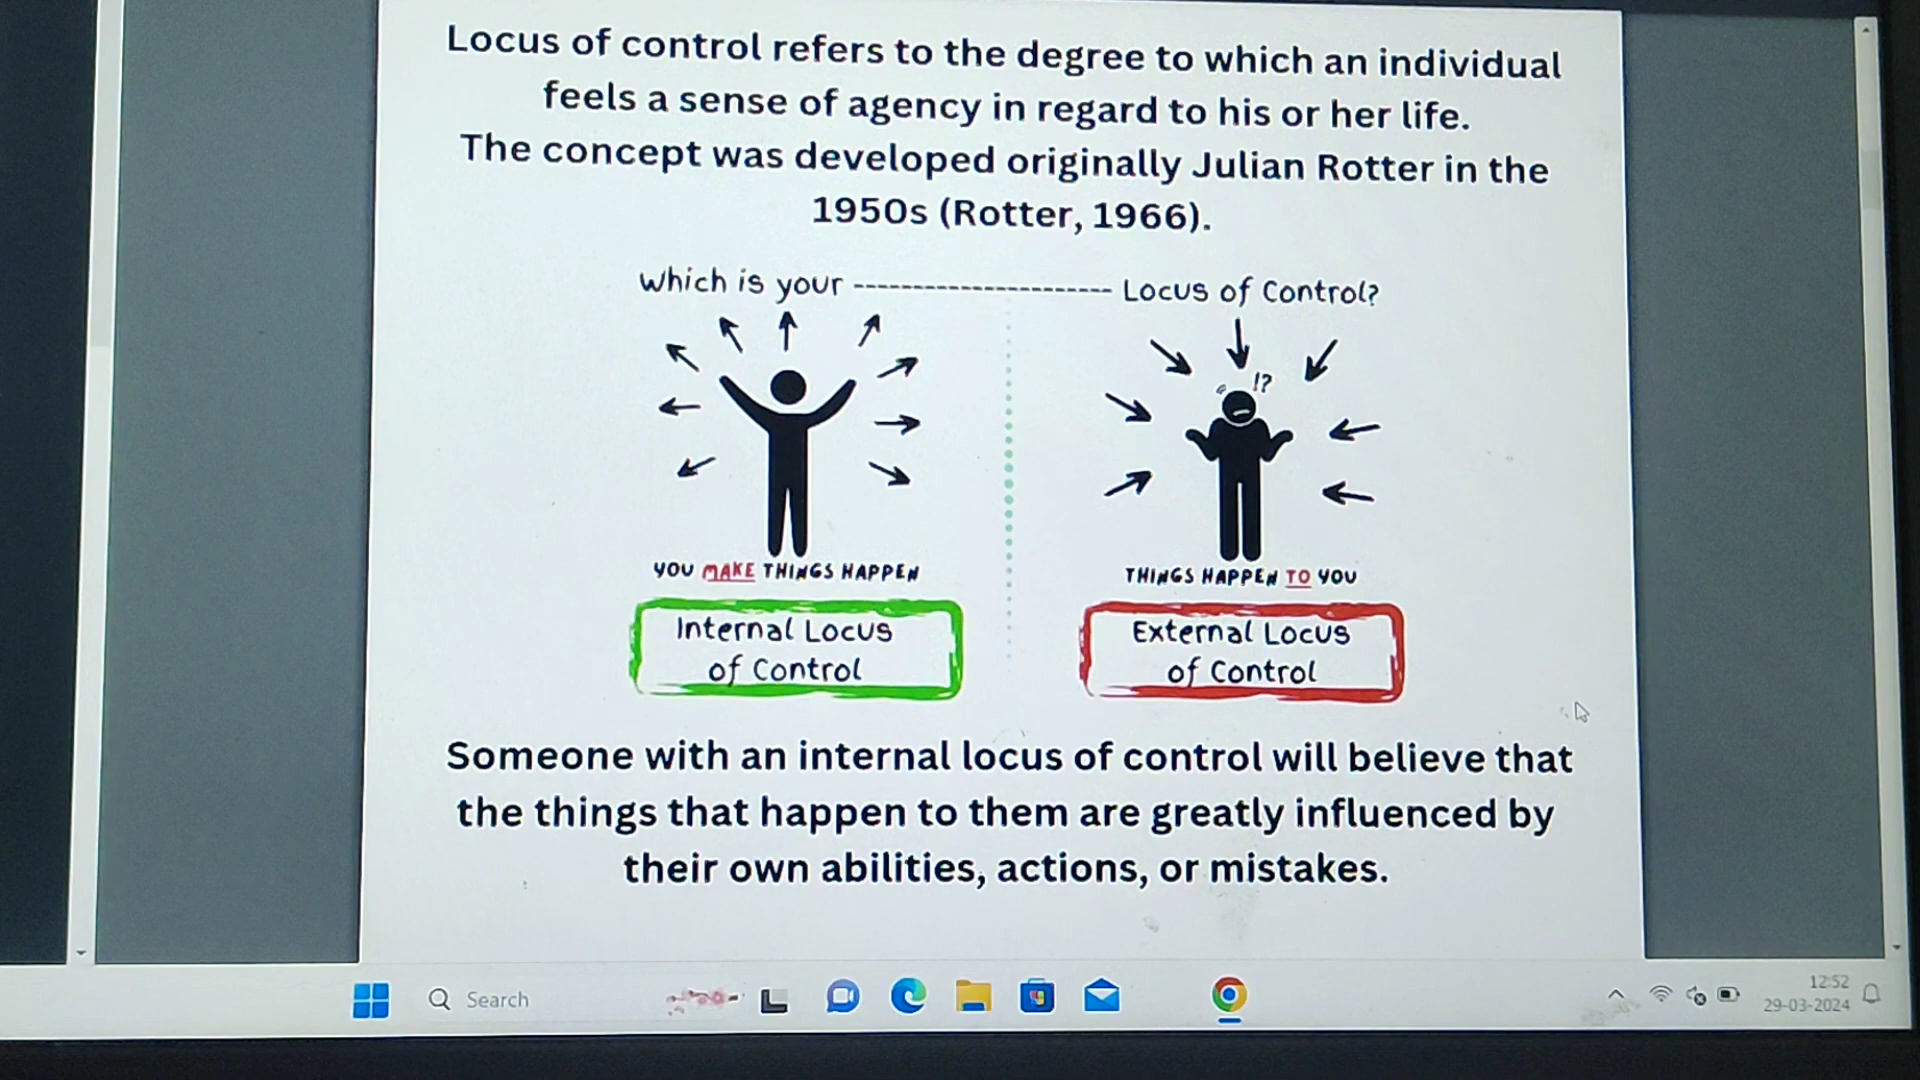 Locus of control refers to the degree to which an individual
feels a sense of agency in regard to his or her life.
The concept was developed originally Julian Rotter in the
1950s (Rotter, 1966).
Which is your ---------------------- Locus of Control?
!?
YOU MAKE THINGS HAPPEN
THINGS HAPPEN TO YOU
Internal Locus
of Control
External Locus
of Control
Someone with an internal locus of control will believe that
the things that happen to them are greatly influenced by
their own abilities, actions, or mistakes.
Search
12:52
29-03-2024